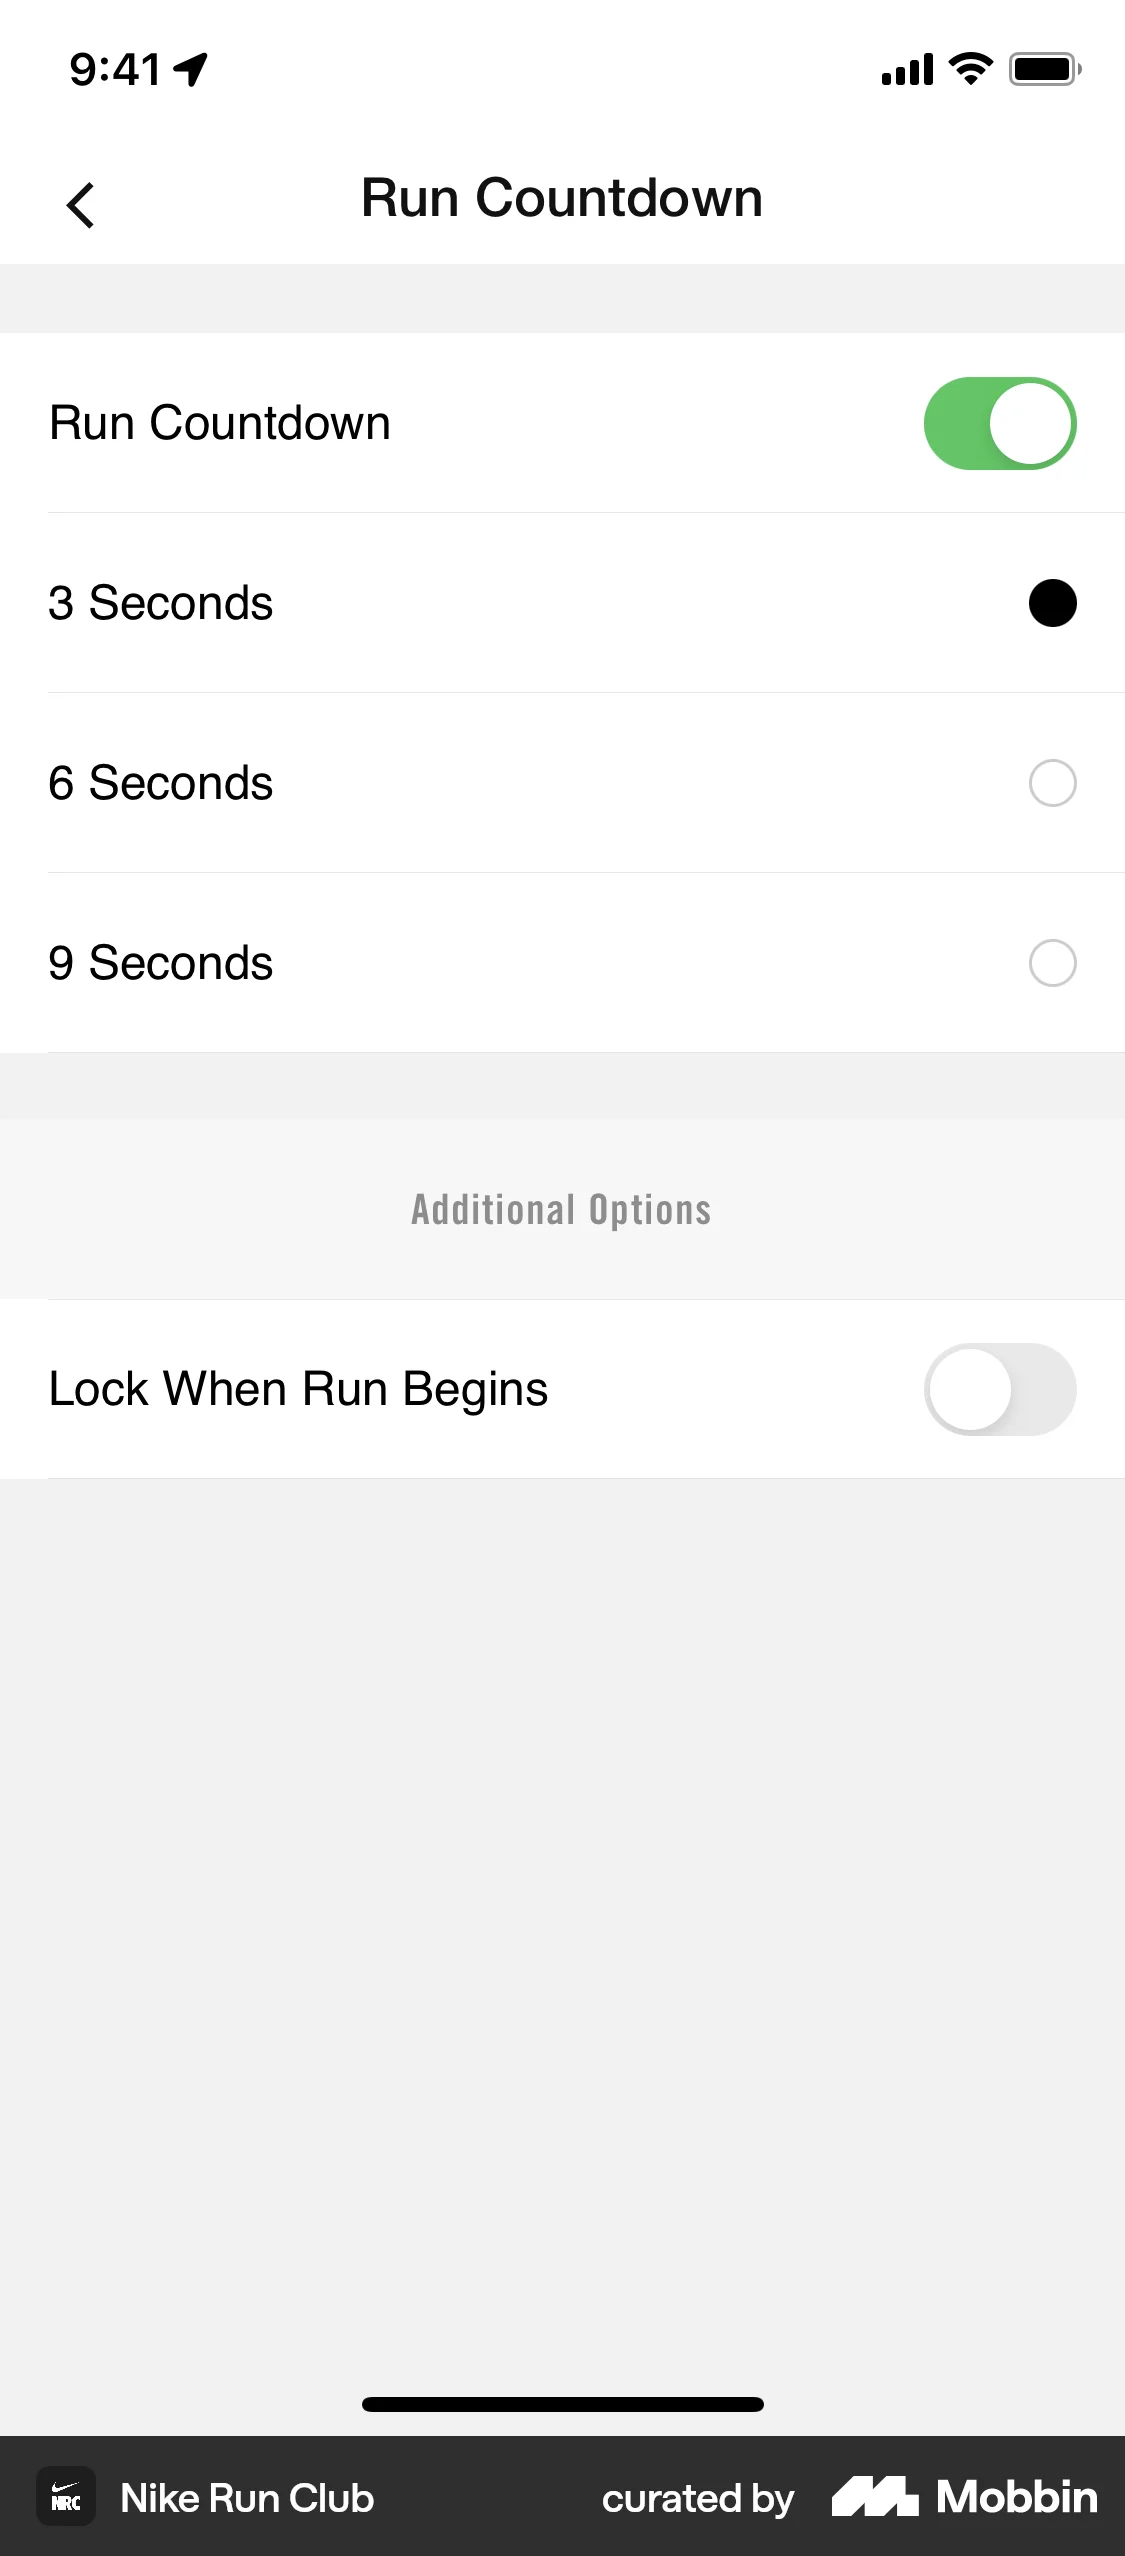 9:41
Run Countdown
Run Countdown
3 Seconds
6 Seconds
9 Seconds
Additional Options
Lock When Run Begins
NRC
Nike Run Club
curated by
Mobbin